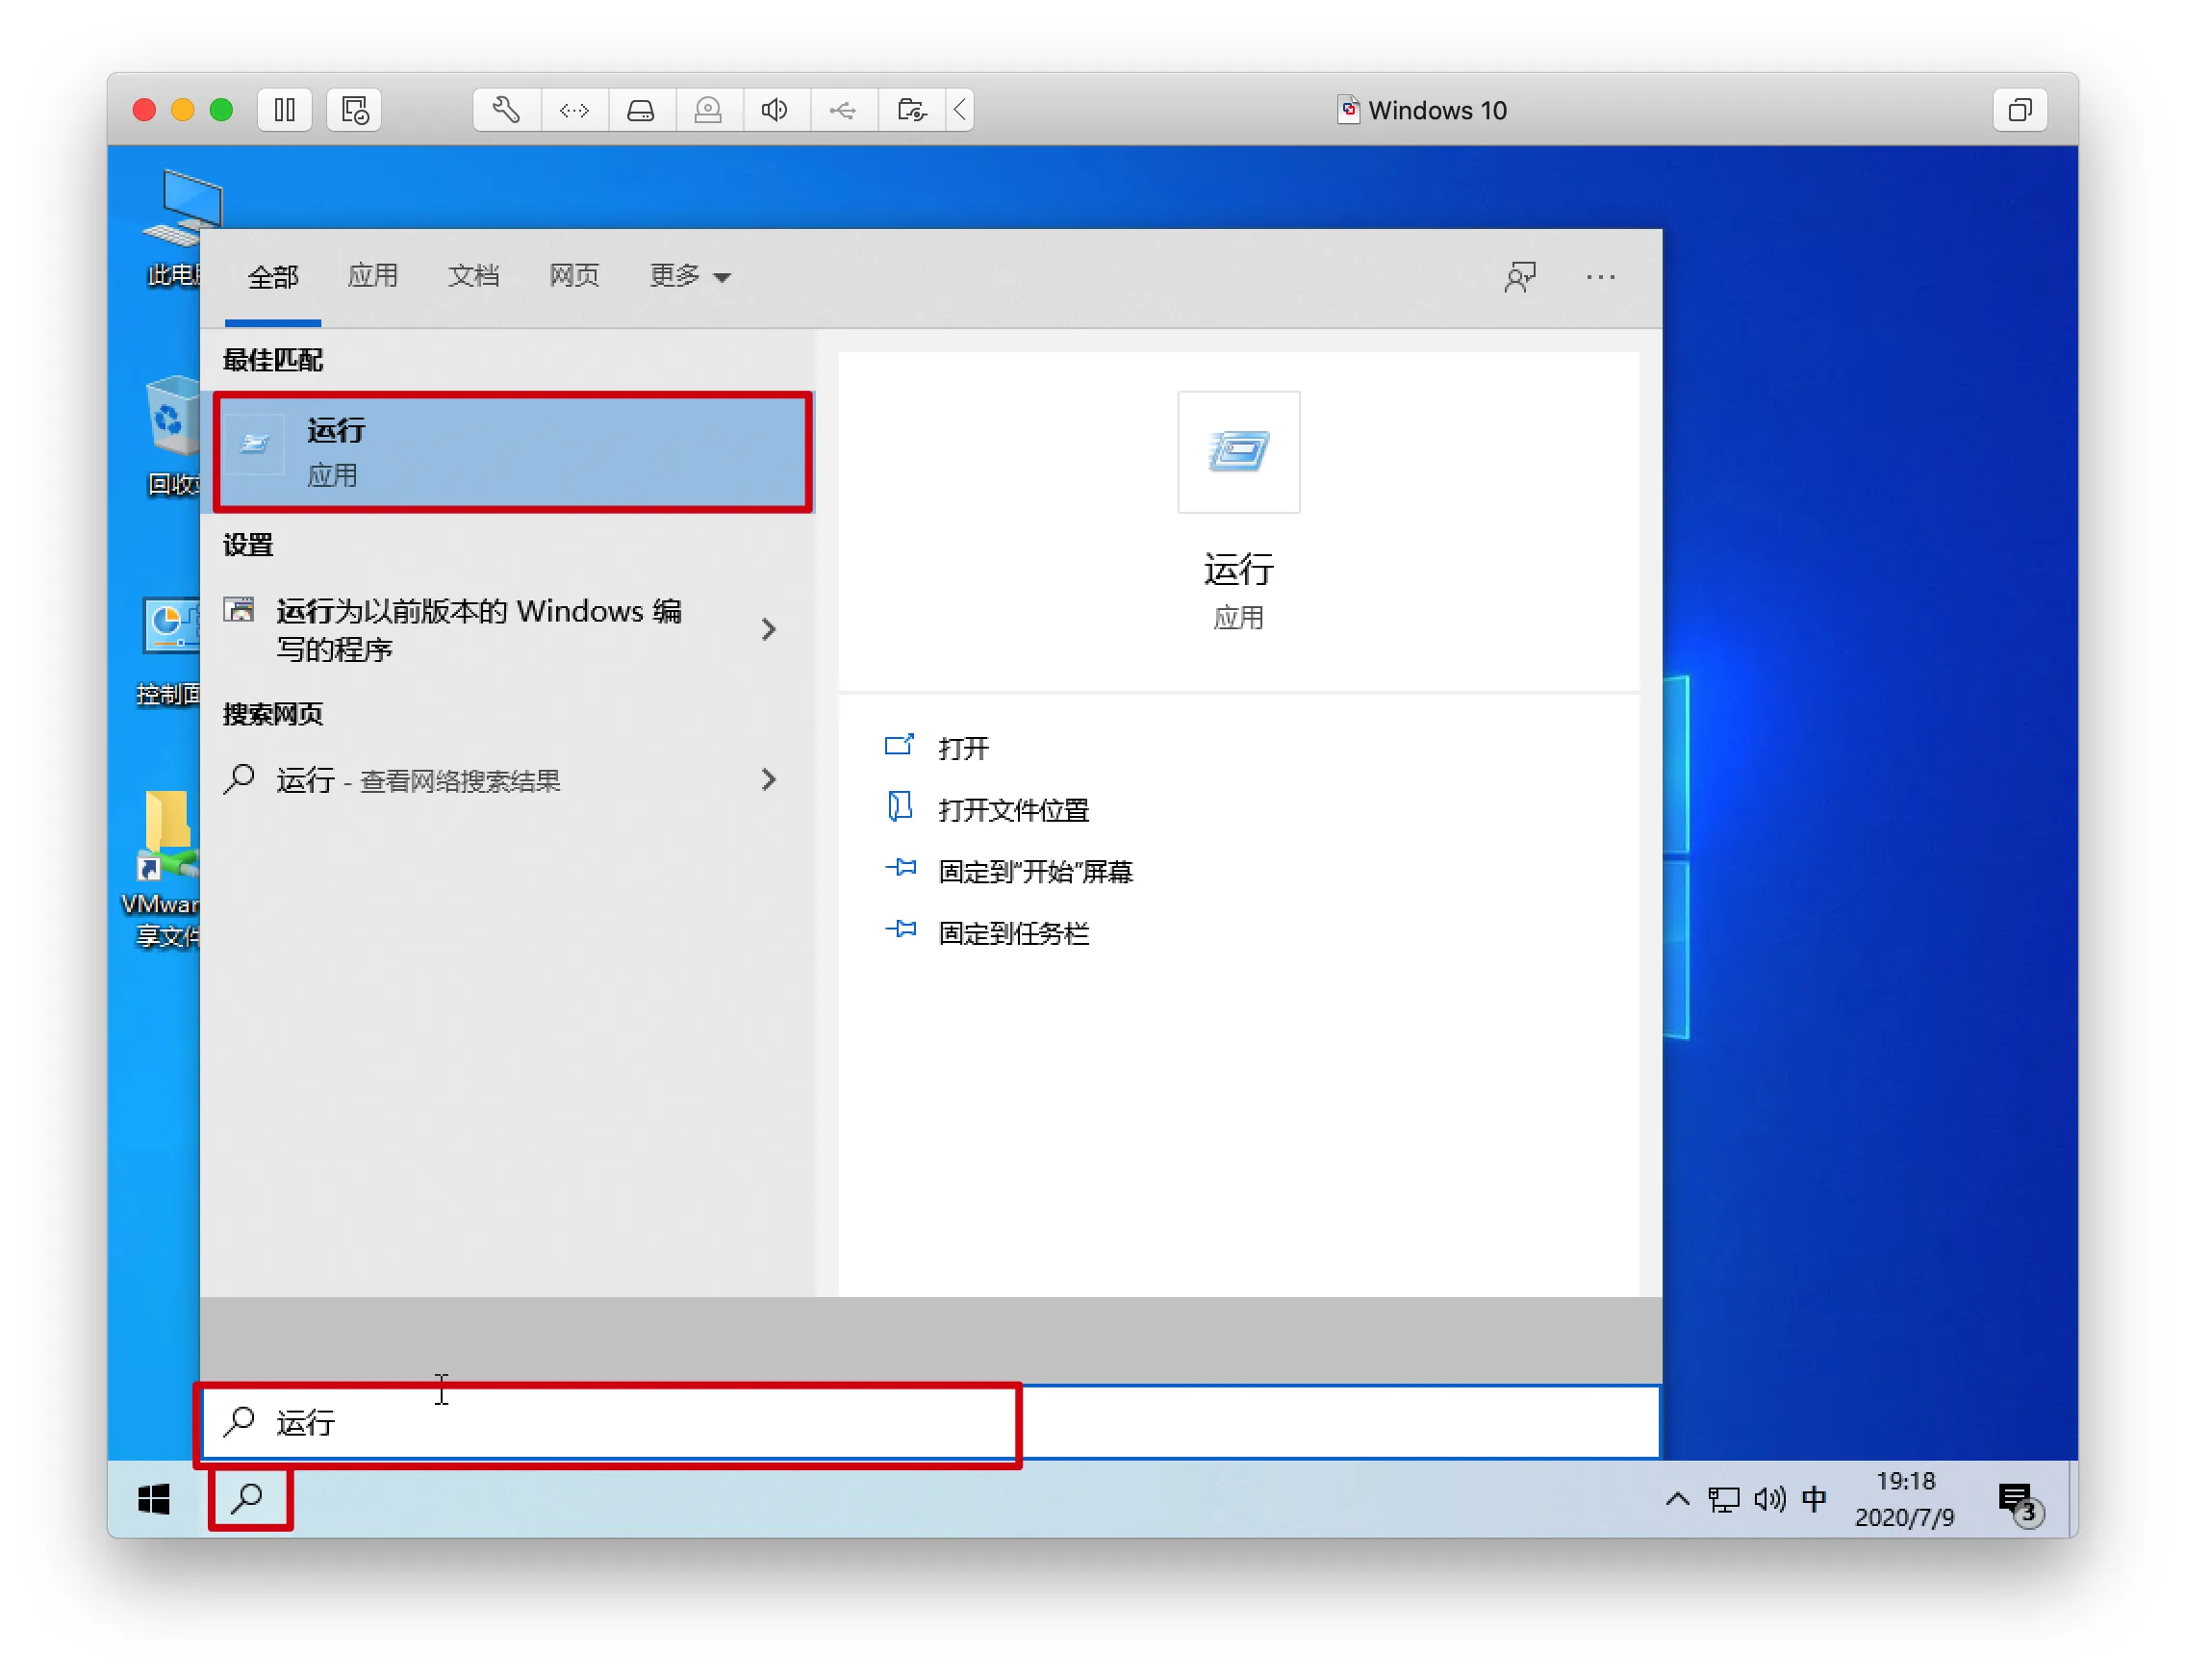 Windows 10
此电
全部 应用 文档 网页 更多
最佳匹配
运行
应用
设置
运行为以前版本的 Windows 编
写的程序
搜索网页
运行 - 查看网络搜索结果
运行
应用
打开
打开文件位置
固定到“开始”屏幕
固定到任务栏
回收
控制面
VMwar
享文件
运行
中
19:18
2020/7/9
3